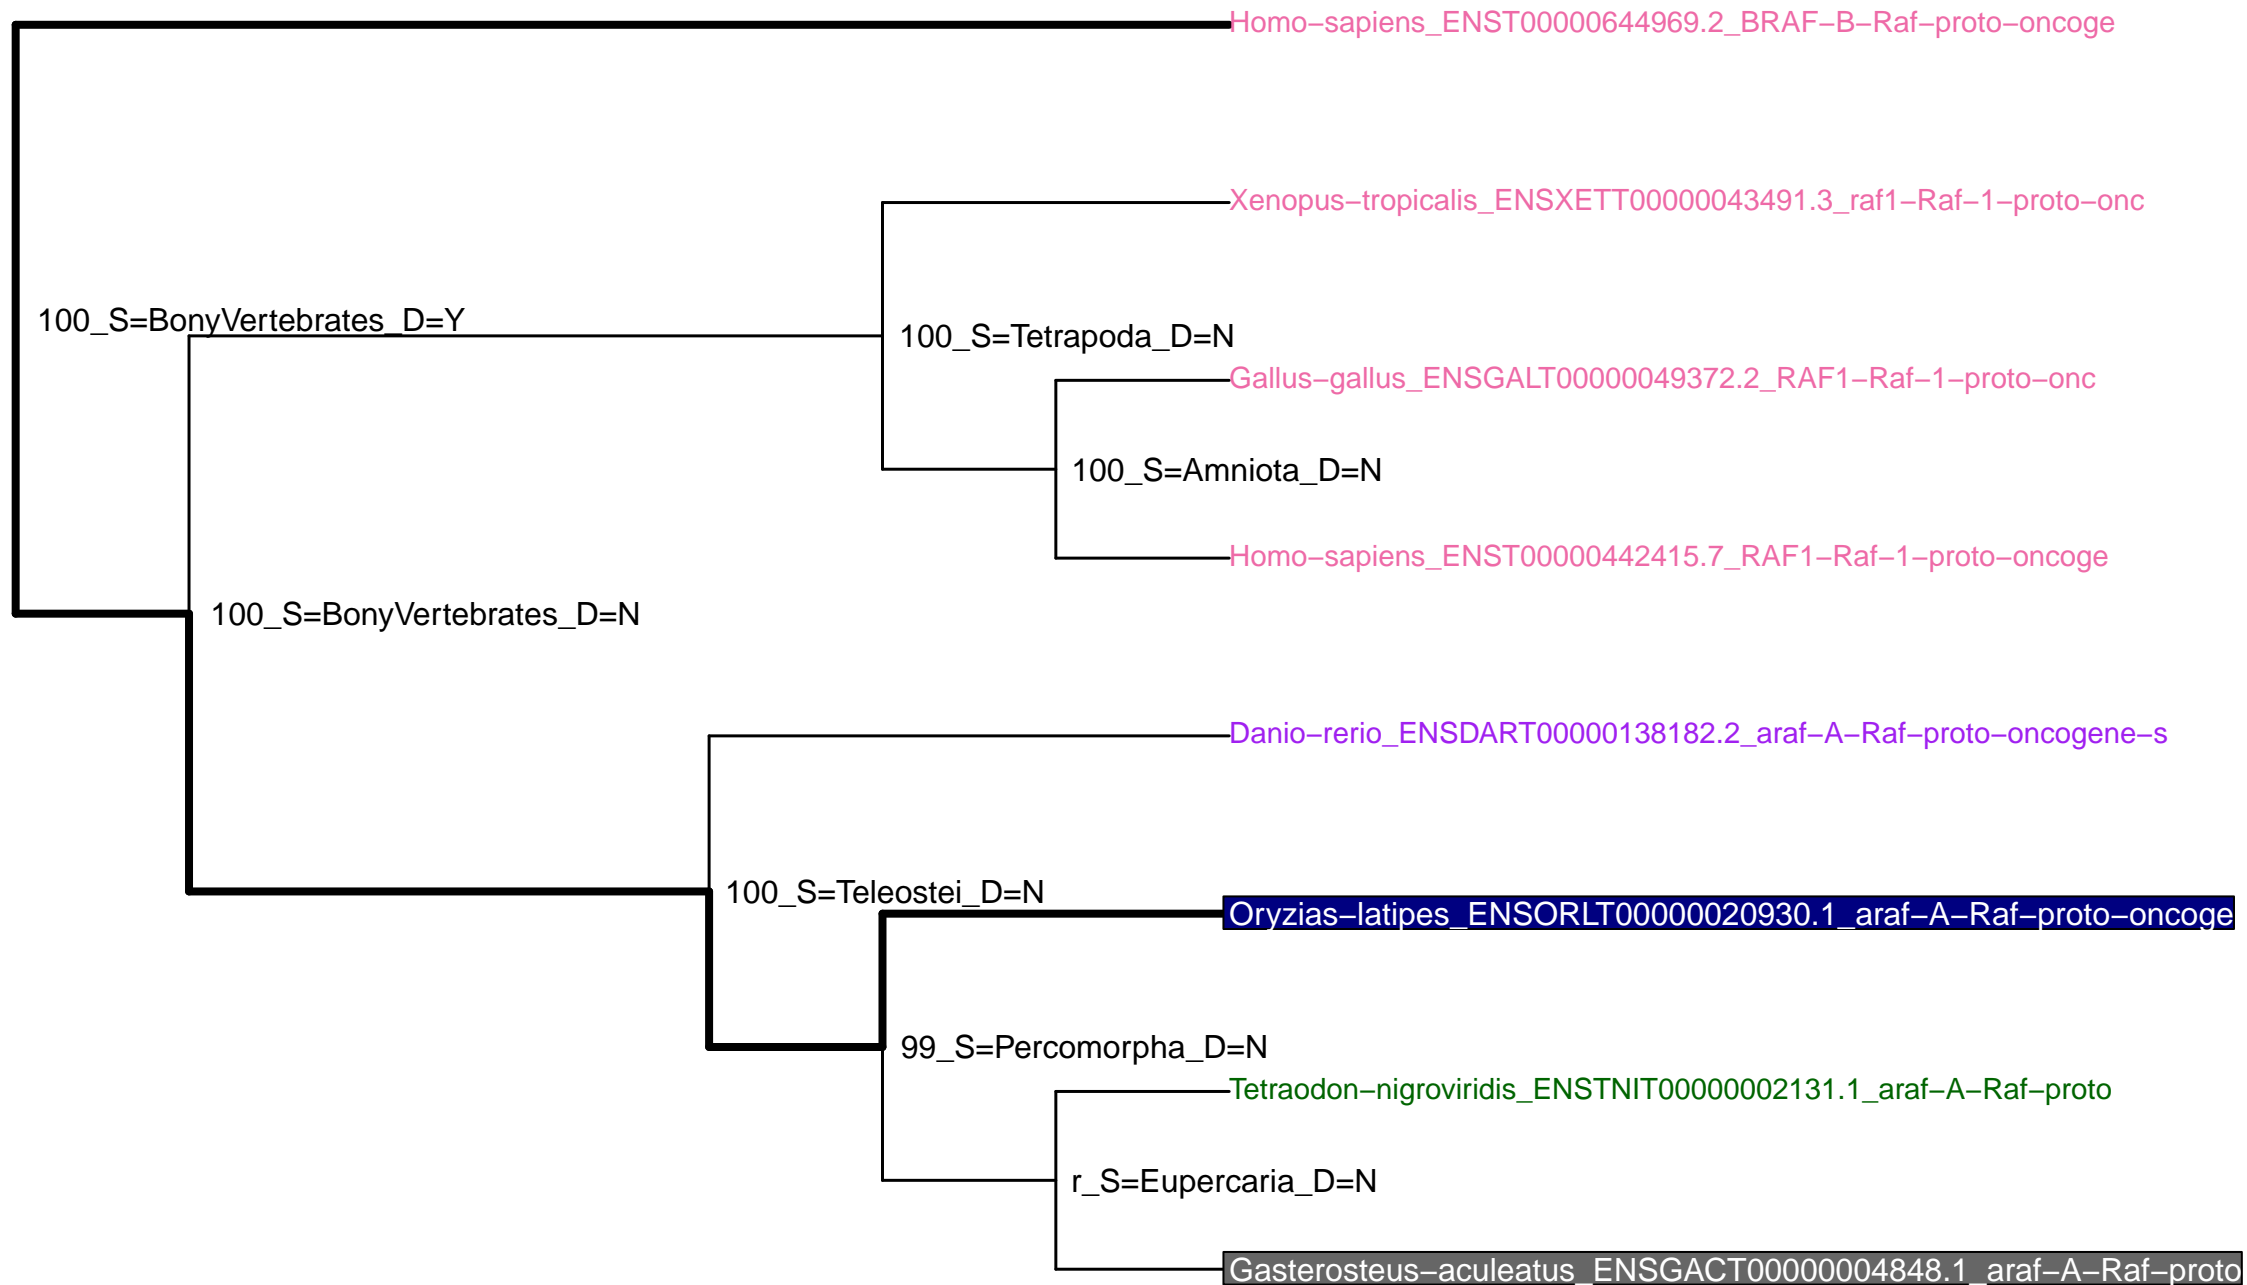 Homo−sapiens_ENST00000644969.2_BRAF−B−Raf−proto−oncoge
Xenopus−tropicalis_ENSXETT00000043491.3_raf1−Raf−1−proto−onc
100_S=BonyVertebrates_D=Y
100_S=Tetrapoda_D=N
Gallus−gallus_ENSGALT00000049372.2_RAF1−Raf−1−proto−onc
100_S=Amniota_D=N
Homo−sapiens_ENST00000442415.7_RAF1−Raf−1−proto−oncoge
100_S=BonyVertebrates_D=N
Danio−rerio_ENSDART00000138182.2_araf−A−Raf−proto−oncogene−s
100_S=Teleostei_D=N
Oryzias−latipes_ENSORLT00000020930.1_araf−A−Raf−proto−oncoge
99_S=Percomorpha_D=N
Tetraodon−nigroviridis_ENSTNIT00000002131.1_araf−A−Raf−proto
r_S=Eupercaria_D=N
Gasterosteus−aculeatus_ENSGACT00000004848.1_araf−A−Raf−proto